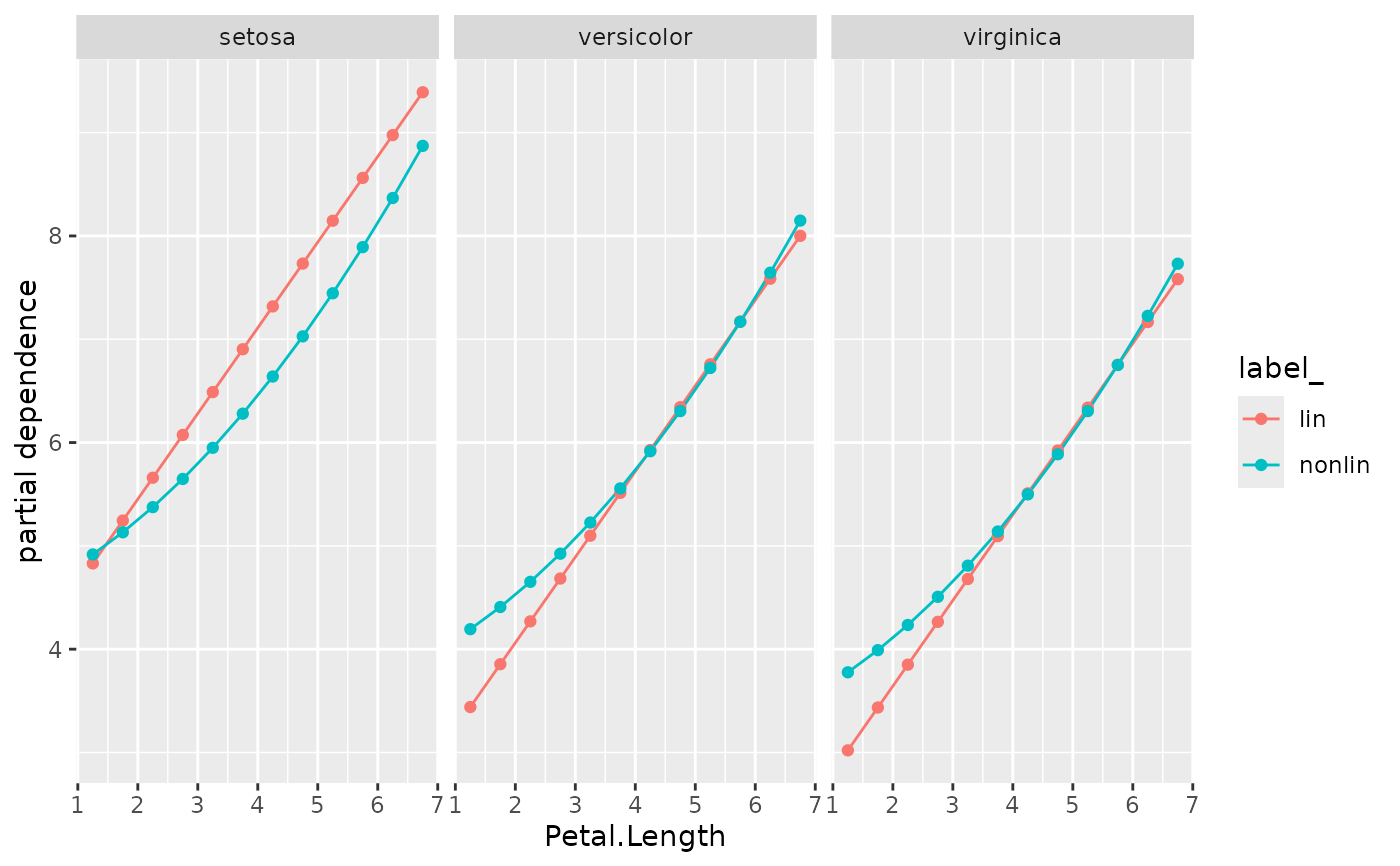 setosa versicolor virginica
8
6
4
partial dependence
1 2 3 4 5 6 7 1 2 3 4 5 6 7 1 2 3 4 5 6 7
Petal.Length
label_
lin
nonlin